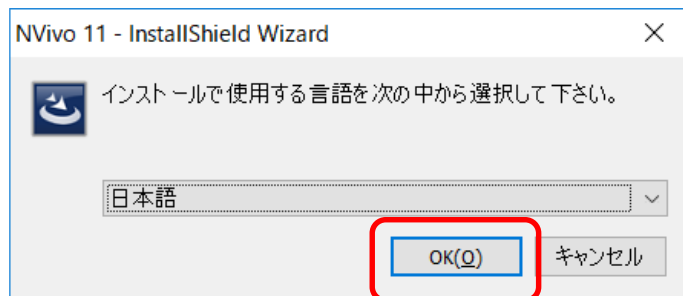 NVivo 11 - InstallShield Wizard
インストールで使用する言語を次の中から選択して下さい。
日本語
OK(O)
キャンセル